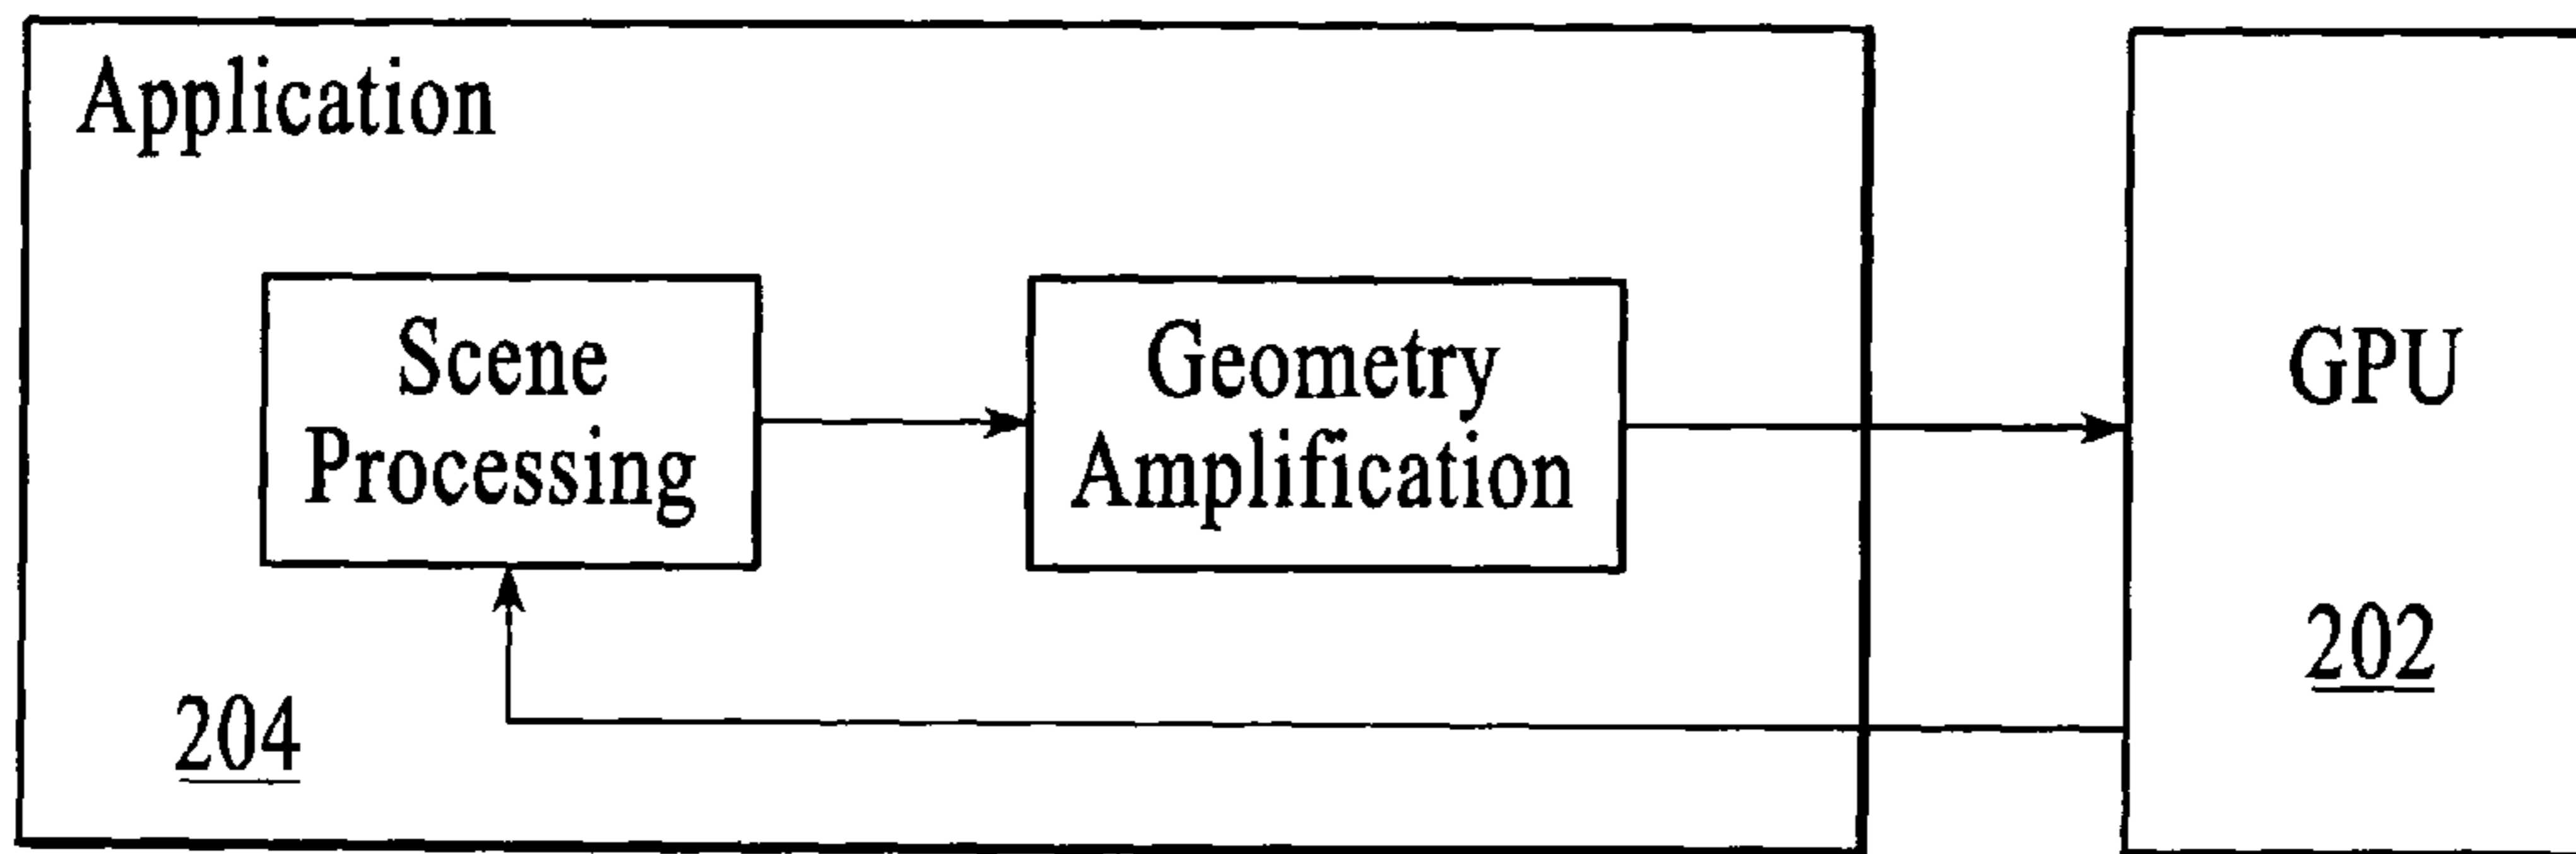 Application
Scene
Processing
Geometry
Amplification
GPU
202
204